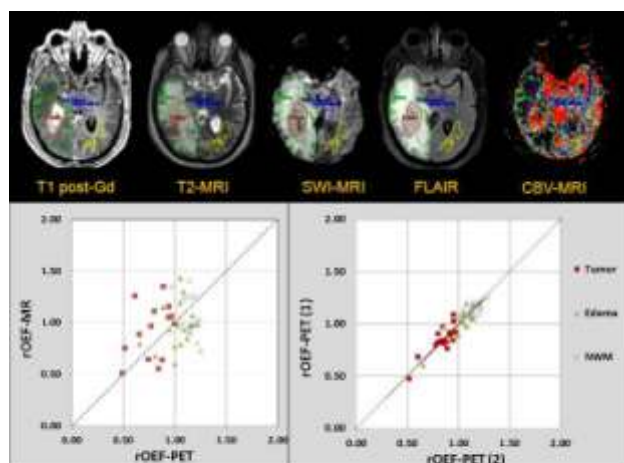 T1 post-Gd T2-MRI SWI-MRI FLAIR CBV-MRI
2.00
1.50
1.00
0.50
0.00
0.00 0.50 1.00 1.50 2.00
rOEF-MR
rOEF-PET
2.00
1.50
1.00
0.50
0.00
0.00 0.50 1.00 1.50 2.00
rOEF-PET (1)
rOEF-PET (2)
Tumor
Edema
NWM